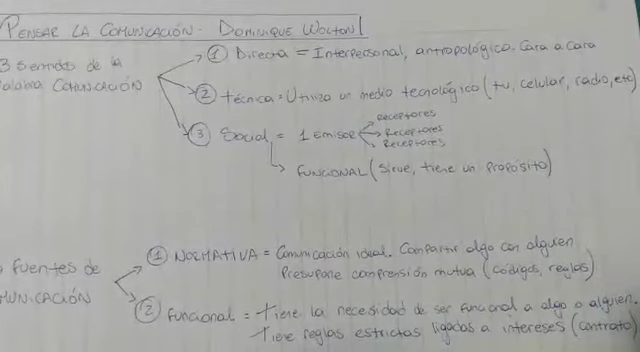 PENSAR LA COMUNICACIÓN - DOMINIQUE WOLTON
3 sentidos de la palabra COMUNICACIÓN
① Directa = Interpersonal, antropológico. Cara a cara
② Técnica = Utiliza un medio tecnológico (tv, celular, radio, etc)
③ Social = 1 EMISOR
RECEPTORES
RECEPTORES
RECEPTORES
FUNCIONAL (Sirve, tiene un propósito)
fuentes de
MUNICACIÓN
① NORMATIVA = Comunicación ideal. Compartir algo con alguien
Presupone comprensión mutua (códigos, reglas)
② Funcional = Tiene la necesidad de ser funcional a algo o alguien.
Tiene reglas estrictas ligadas a intereses (contrato)